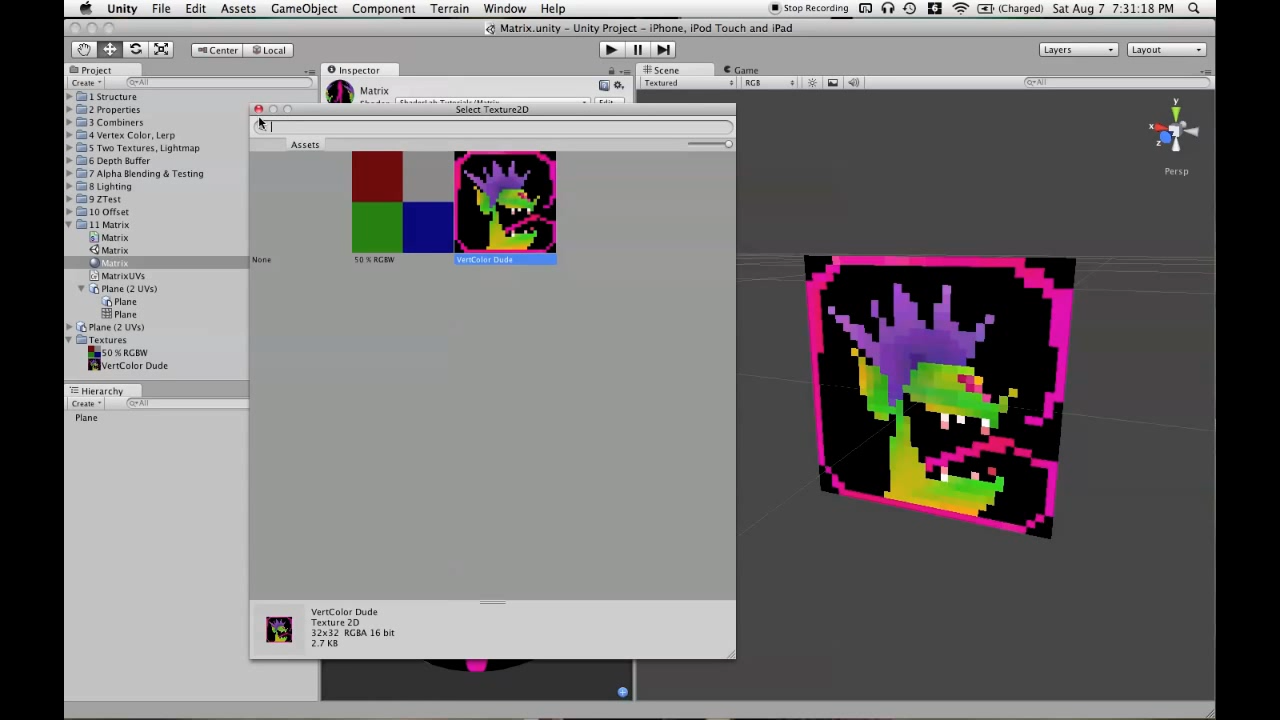 Unity File Edit Assets GameObject Component Terrain Window Help Stop Recording (Charged) Sat Aug 7 7:31:18 PM
Matrix.unity – Unity Project – iPhone, iPod Touch and iPad
Center Local Layers Layout
Project Inspector Scene Game
Create All Textured RGB All
Matrix
Select Texture2D
Assets
None
50 % RGBW
VertColor Dude
1 Structure
2 Properties
3 Combiners
4 Vertex Color, Lerp
5 Two Textures, Lightmap
6 Depth Buffer
7 Alpha Blending & Testing
8 Lighting
9 ZTest
10 Offset
11 Matrix
Matrix
Matrix
Matrix
MatrixUVs
Plane (2 UVs)
Plane
Plane
Plane (2 UVs)
Textures
50 % RGBW
VertColor Dude
Hierarchy
Create All
Plane
VertColor Dude
Texture 2D
32x32 RGBA 16 bit
2.7 KB
y
x
z
Persp